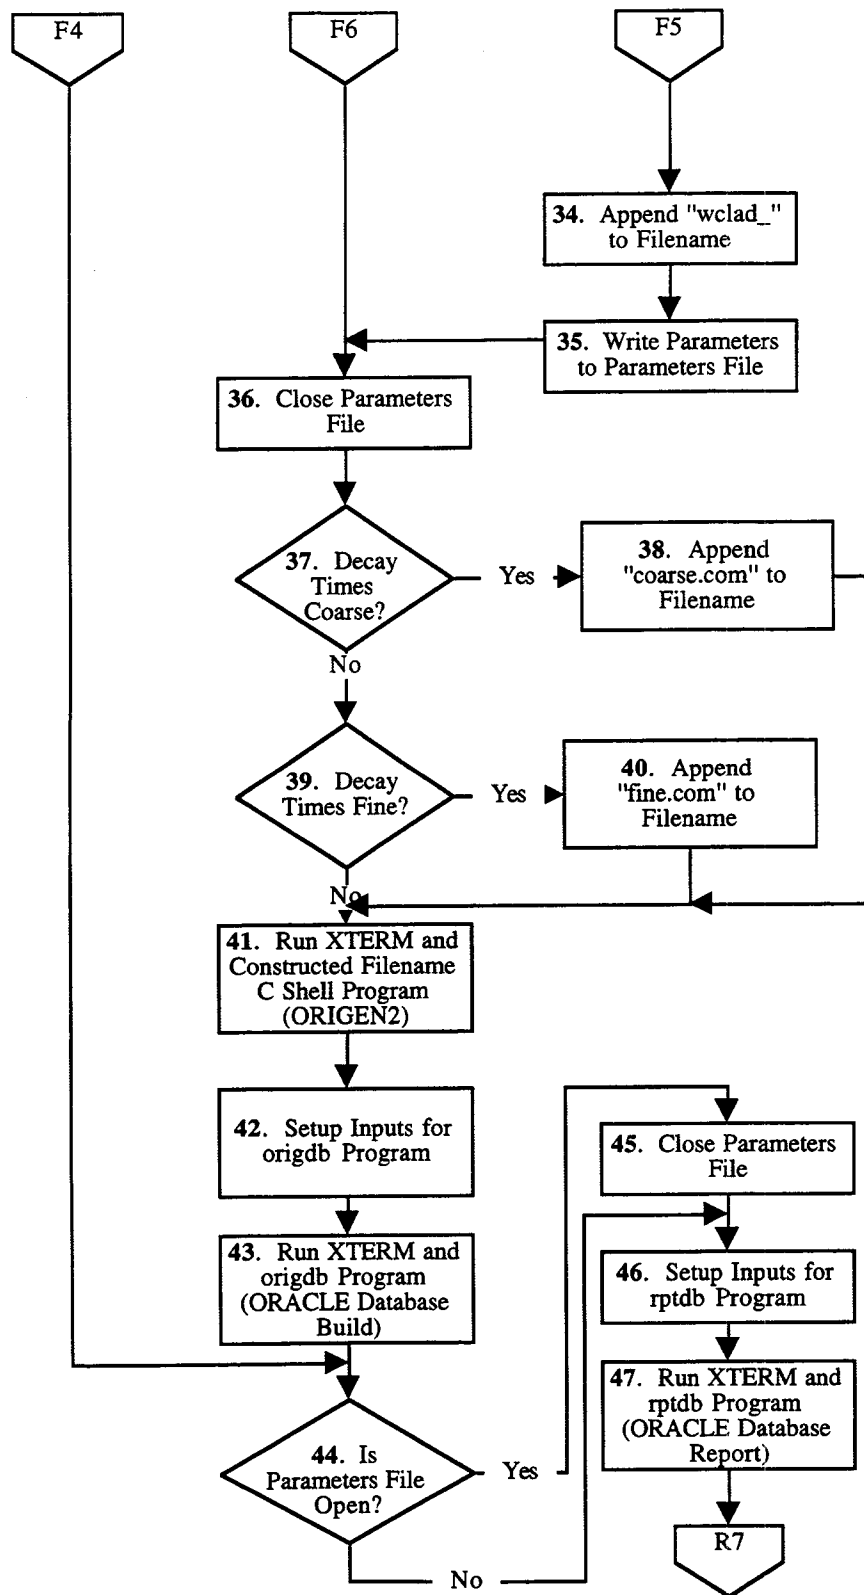 F4
F6
F5
34. Append "wclad_"
to Filename
35. Write Parameters
to Parameters File
36. Close Parameters
File
37. Decay
Times
Coarse?
Yes
38. Append
"coarse.com" to
Filename
No
39. Decay
Times Fine?
Yes
40. Append
"fine.com" to
Filename
No
41. Run XTERM and
Constructed Filename
C Shell Program
(ORIGEN2)
42. Setup Inputs for
origdb Program
43. Run XTERM and
origdb Program
(ORACLE Database
Build)
44. Is
Parameters File
Open?
Yes
No
45. Close Parameters
File
46. Setup Inputs for
rptdb Program
47. Run XTERM and
rptdb Program
(ORACLE Database
Report)
R7